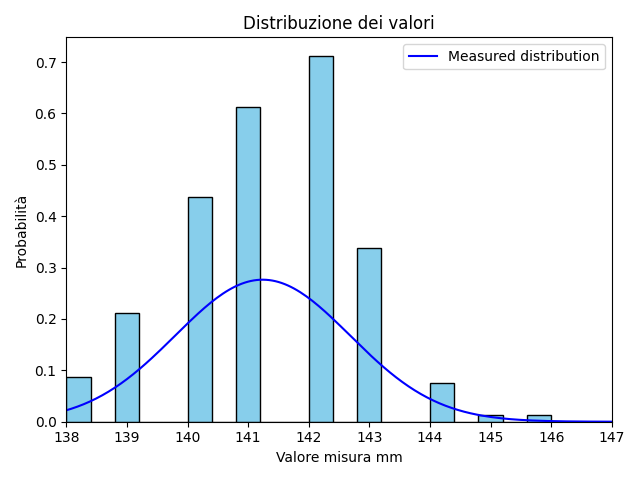 Distribuzione dei valori
Measured distribution
0.7
0.6
0.5
0.4
0.3
0.2
0.1
0.0
Probabilità
138 139 140 141 142 143 144 145 146 147
Valore misura mm